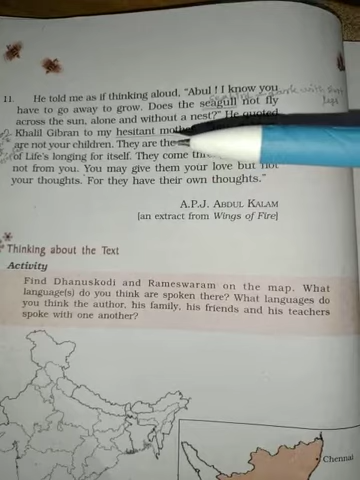 11. He told me as if thinking aloud, "Abul ! I know you
have to go away to grow. Does the seagull not fly
across the sun, alone and without a nest?" He quoted
Khalil Gibran to my hesitant
are not your children. They are the
of Life's longing for itself. They come
not from you. You may give them your love but not
your thoughts. For they have their own thoughts."
A.P.J. ABDUL KALAM
[an extract from Wings of Fire]
Thinking about the Text
Activity
Find Dhanuskodi and Rameswaram on the map. What
language(s) do you think are spoken there? What languages do
you think the author, his family, his friends and his teachers
spoke with one another?
Chennai